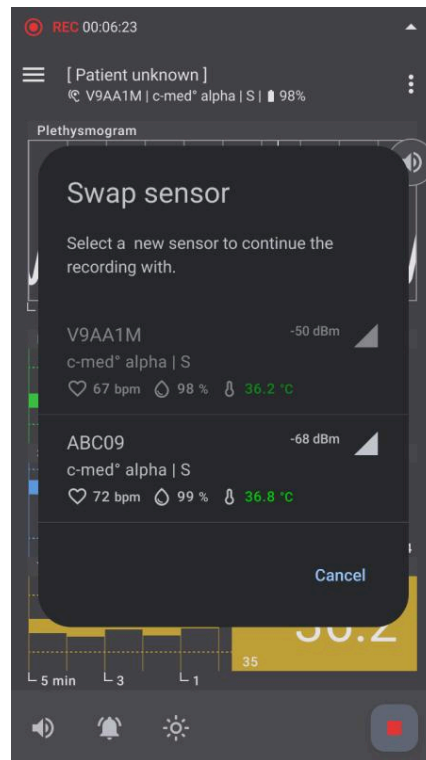 REC 00:06:23
[ Patient unknown ]
V9AA1M | c-med° alpha | S | 98%
Plethysmogram
Swap sensor
Select a new sensor to continue the
recording with.
V9AA1M
-50 dBm
c-med° alpha | S
67 bpm 98 % 36.2 °C
ABC09
-68 dBm
c-med° alpha | S
72 bpm 99 % 36.8 °C
Cancel
36.2
35
5 min 3 1